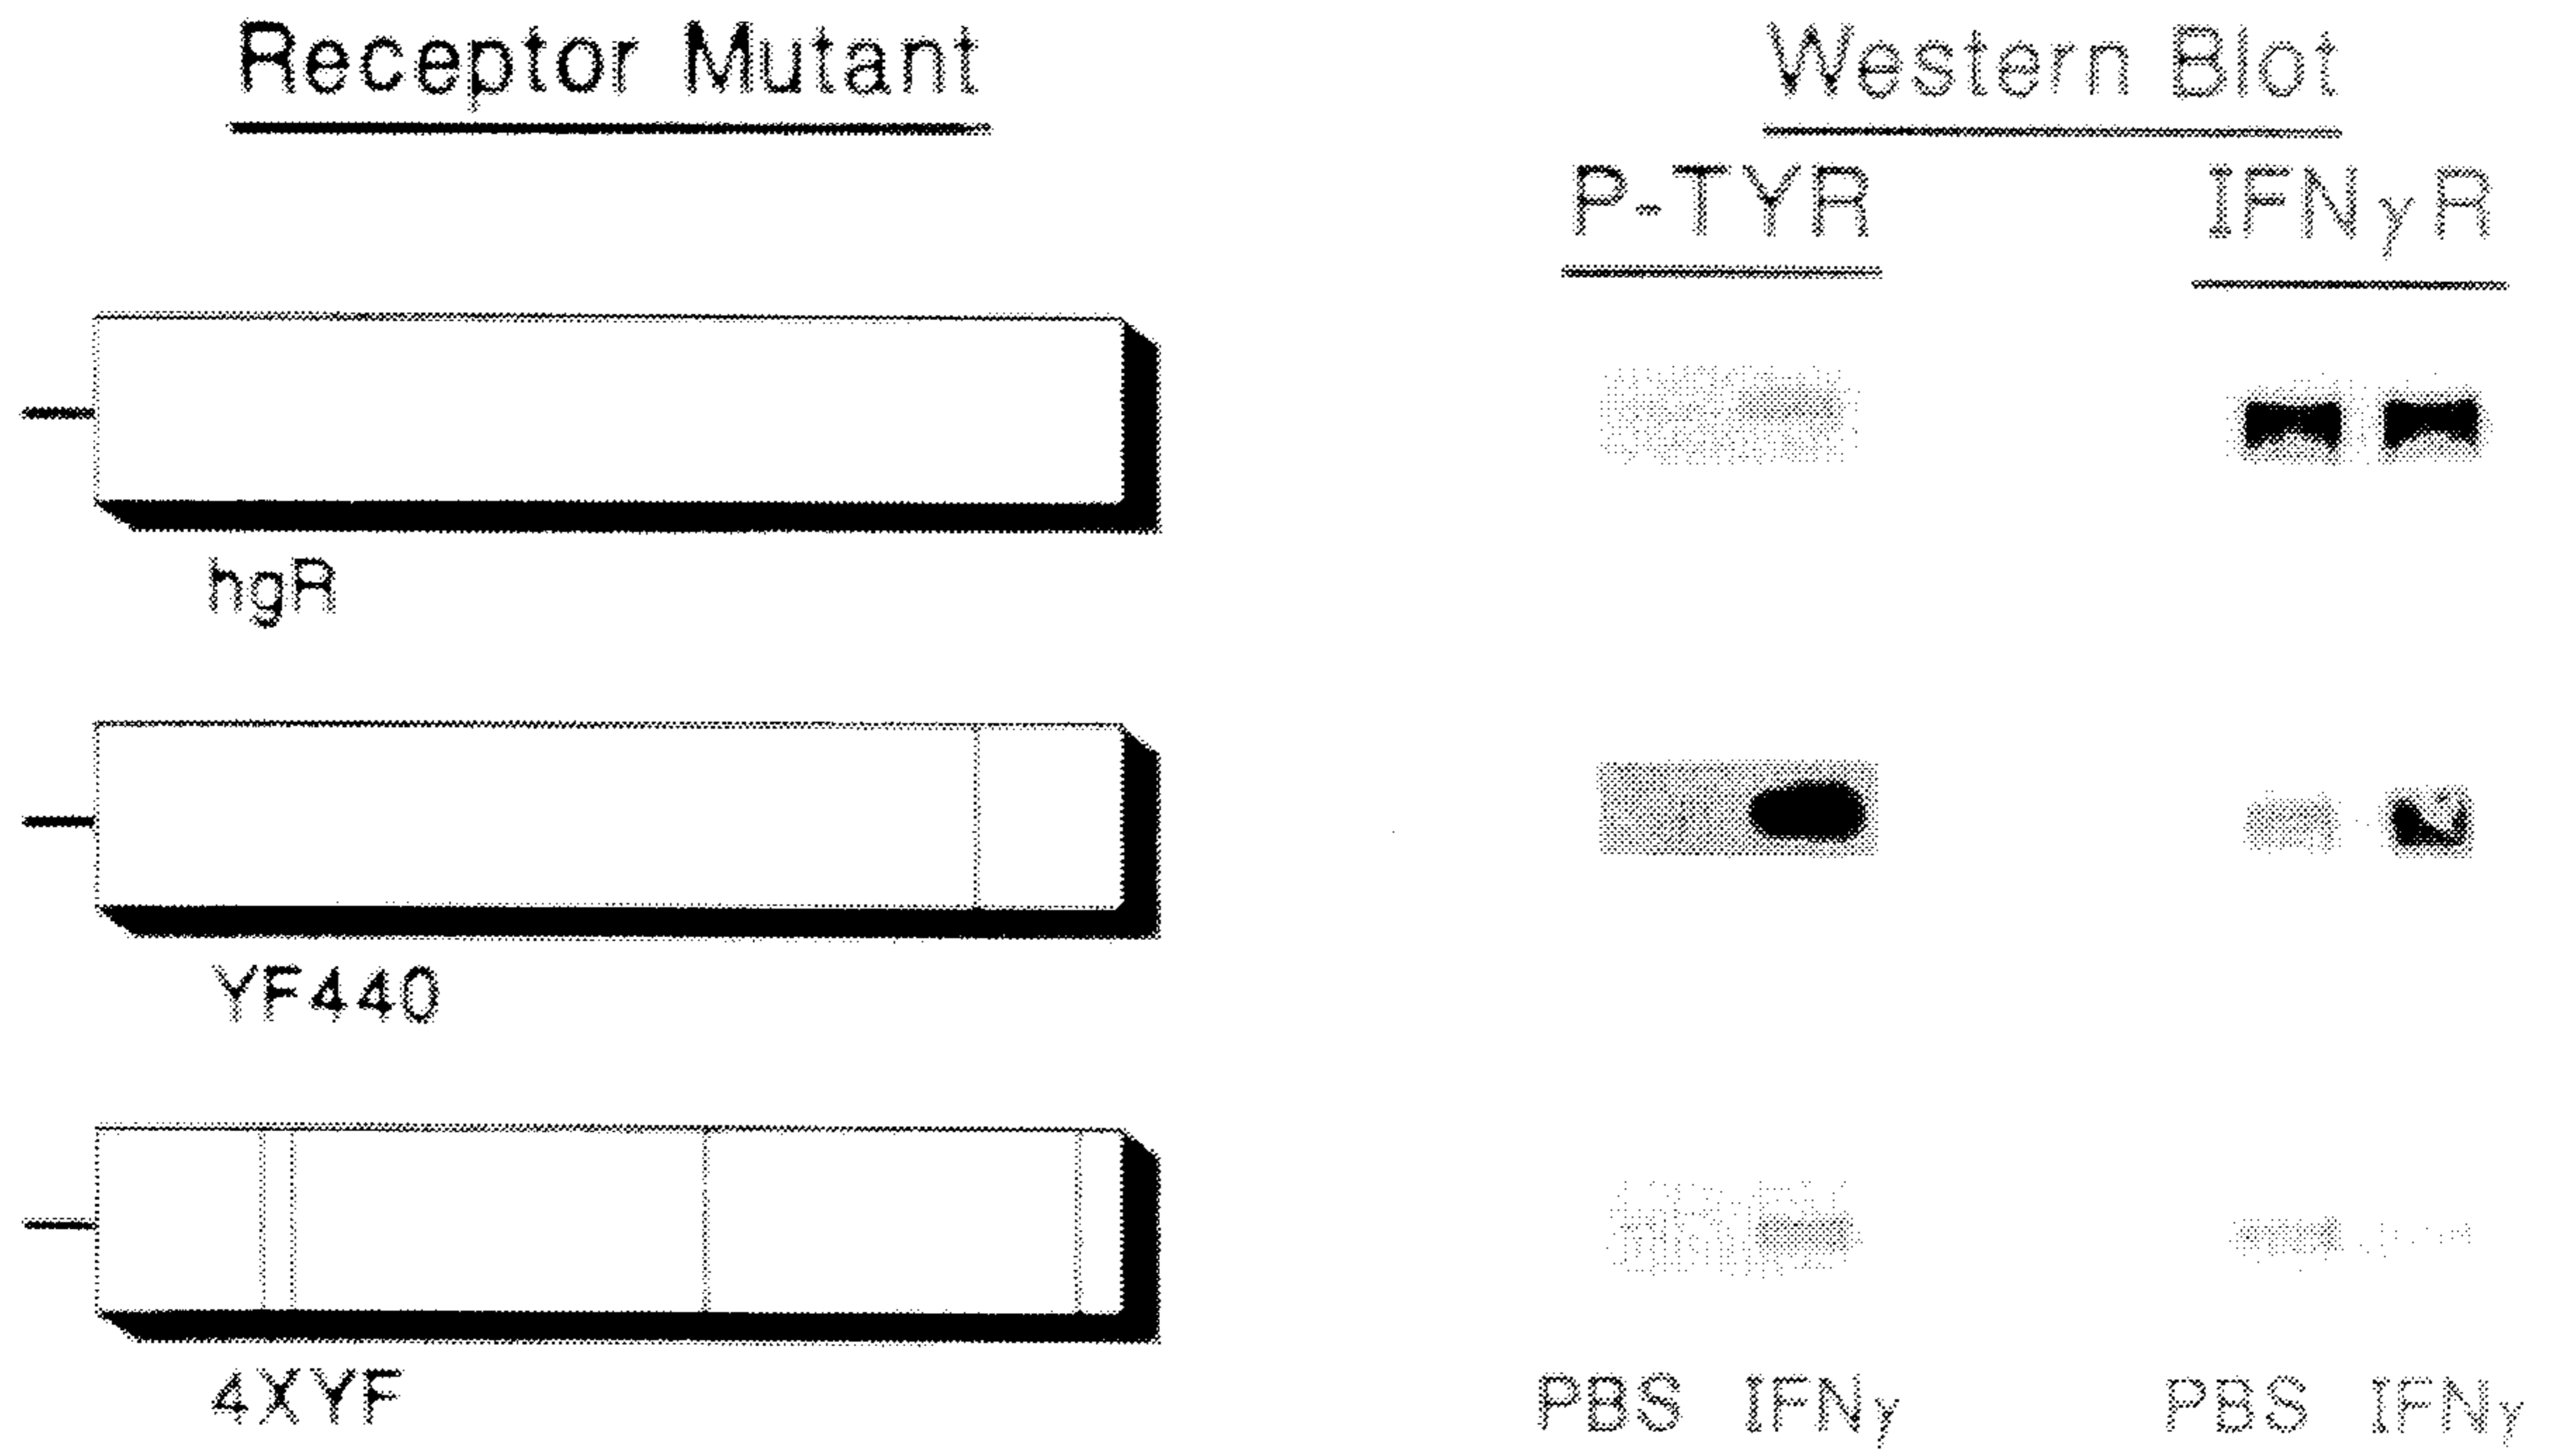 Receptor Mutant
Western Blot
P-TYR
IFNγR
hgR
YF440
4XYF
PBS IFNγ
PBS IFNγ